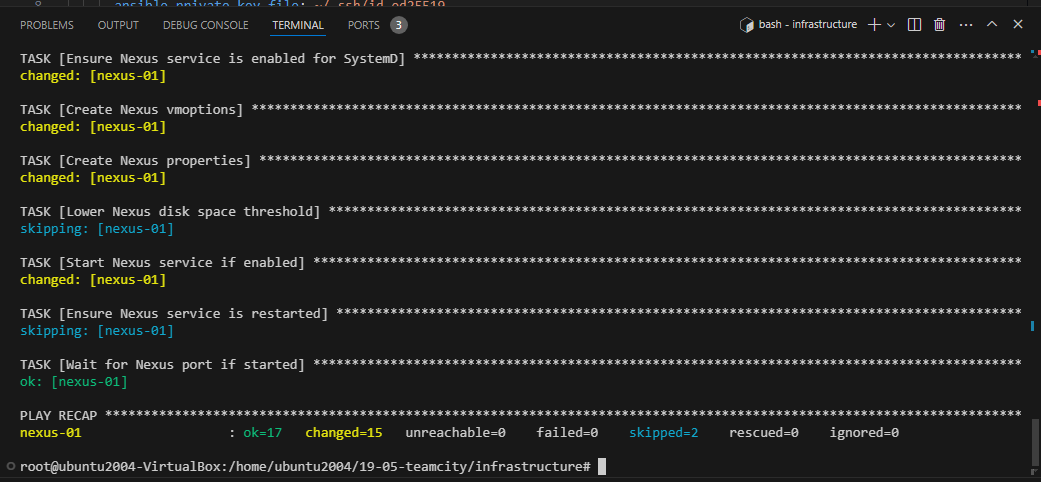 ansible_private_key_file: ~/.ssh/id_ed25519
PROBLEMS OUTPUT DEBUG CONSOLE TERMINAL PORTS 3 bash - infrastructure
TASK [Ensure Nexus service is enabled for SystemD] *******************************************************************************
changed: [nexus-01]
TASK [Create Nexus vmoptions] ****************************************************************************************************
changed: [nexus-01]
TASK [Create Nexus properties] ***************************************************************************************************
changed: [nexus-01]
TASK [Lower Nexus disk space threshold] ******************************************************************************************
skipping: [nexus-01]
TASK [Start Nexus service if enabled] ********************************************************************************************
changed: [nexus-01]
TASK [Ensure Nexus service is restarted] *****************************************************************************************
skipping: [nexus-01]
TASK [Wait for Nexus port if started] ********************************************************************************************
ok: [nexus-01]
PLAY RECAP ***********************************************************************************************************************
nexus-01 : ok=17 changed=15 unreachable=0 failed=0 skipped=2 rescued=0 ignored=0
root@ubuntu2004-VirtualBox:/home/ubuntu2004/19-05-teamcity/infrastructure#